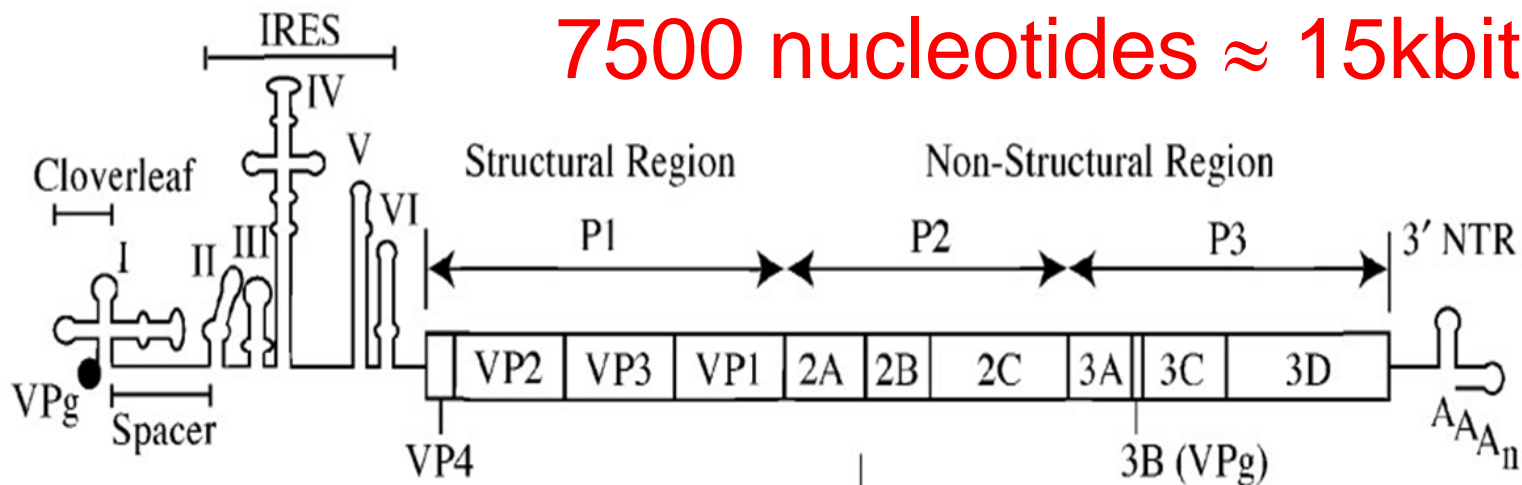 IRES
7500 nucleotides ≈ 15kbit
IV
V
Structural Region
Non-Structural Region
Cloverleaf
VI
I
II
III
P1
P2
P3
3′ NTR
VPg
VP2
VP3
VP1
2A
2B
2C
3A
3C
3D
Spacer
VP4
3B (VPg)
AAAn